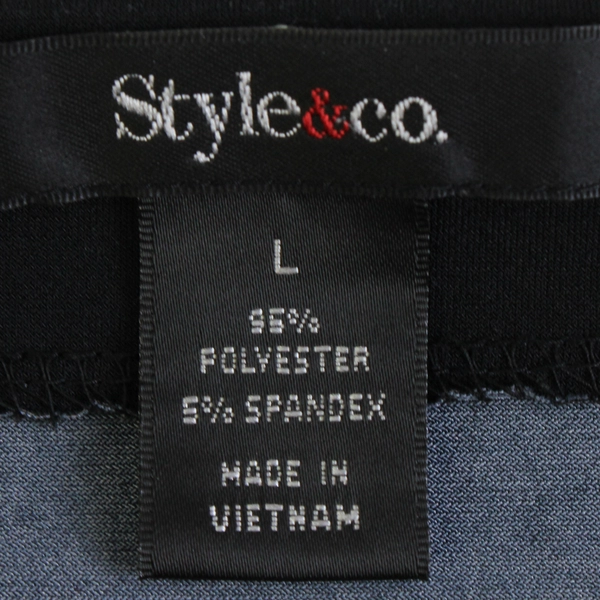 Style&co.
L
95%
POLYESTER
5% SPANDEX
MADE IN
VIETNAM